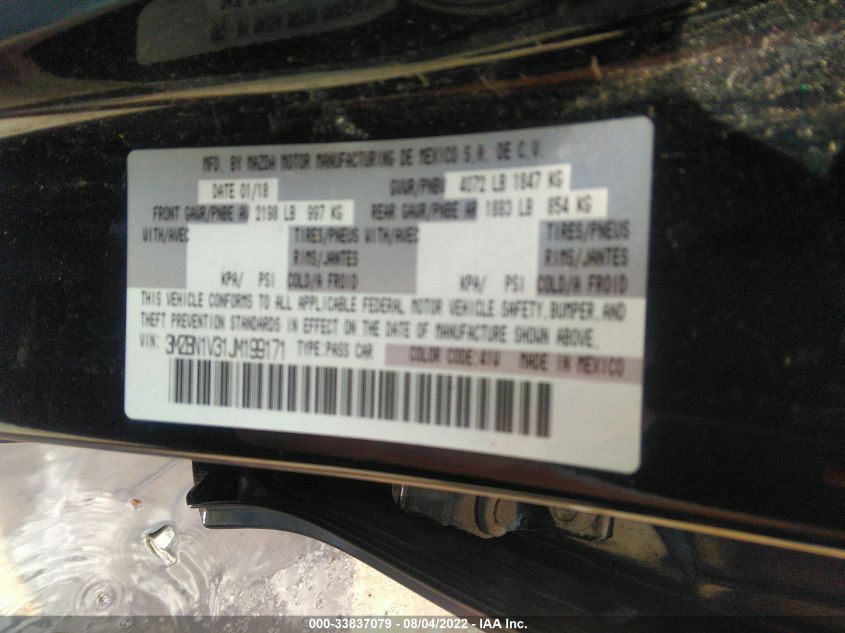 MFD. BY MAZDA MOTOR MANUFACTURING DE MEXICO S.A. DE C.V.
DATE 01/18 GVWR/PNBV 4072 LB 1847 KG
FRONT GAWR/PNBE AV 2198 LB 997 KG REAR GAWR/PNBE AR 1883 LB 854 KG
WITH/AVEC TIRES/PNEUS WITH/AVEC TIRES/PNEUS
RIMS/JANTES RIMS/JANTES
KPA/ PSI COLD/A FROID KPA/ PSI COLD/A FROID
THIS VEHICLE CONFORMS TO ALL APPLICABLE FEDERAL MOTOR VEHICLE SAFETY, BUMPER, AND
THEFT PREVENTION STANDARDS IN EFFECT ON THE DATE OF MANUFACTURE SHOWN ABOVE.
VIN: 3MZBN1V31JM199171 TYPE:PASS CAR COLOR CODE:41W MADE IN MEXICO
000-33837079 - 08/04/2022 - IAA Inc.